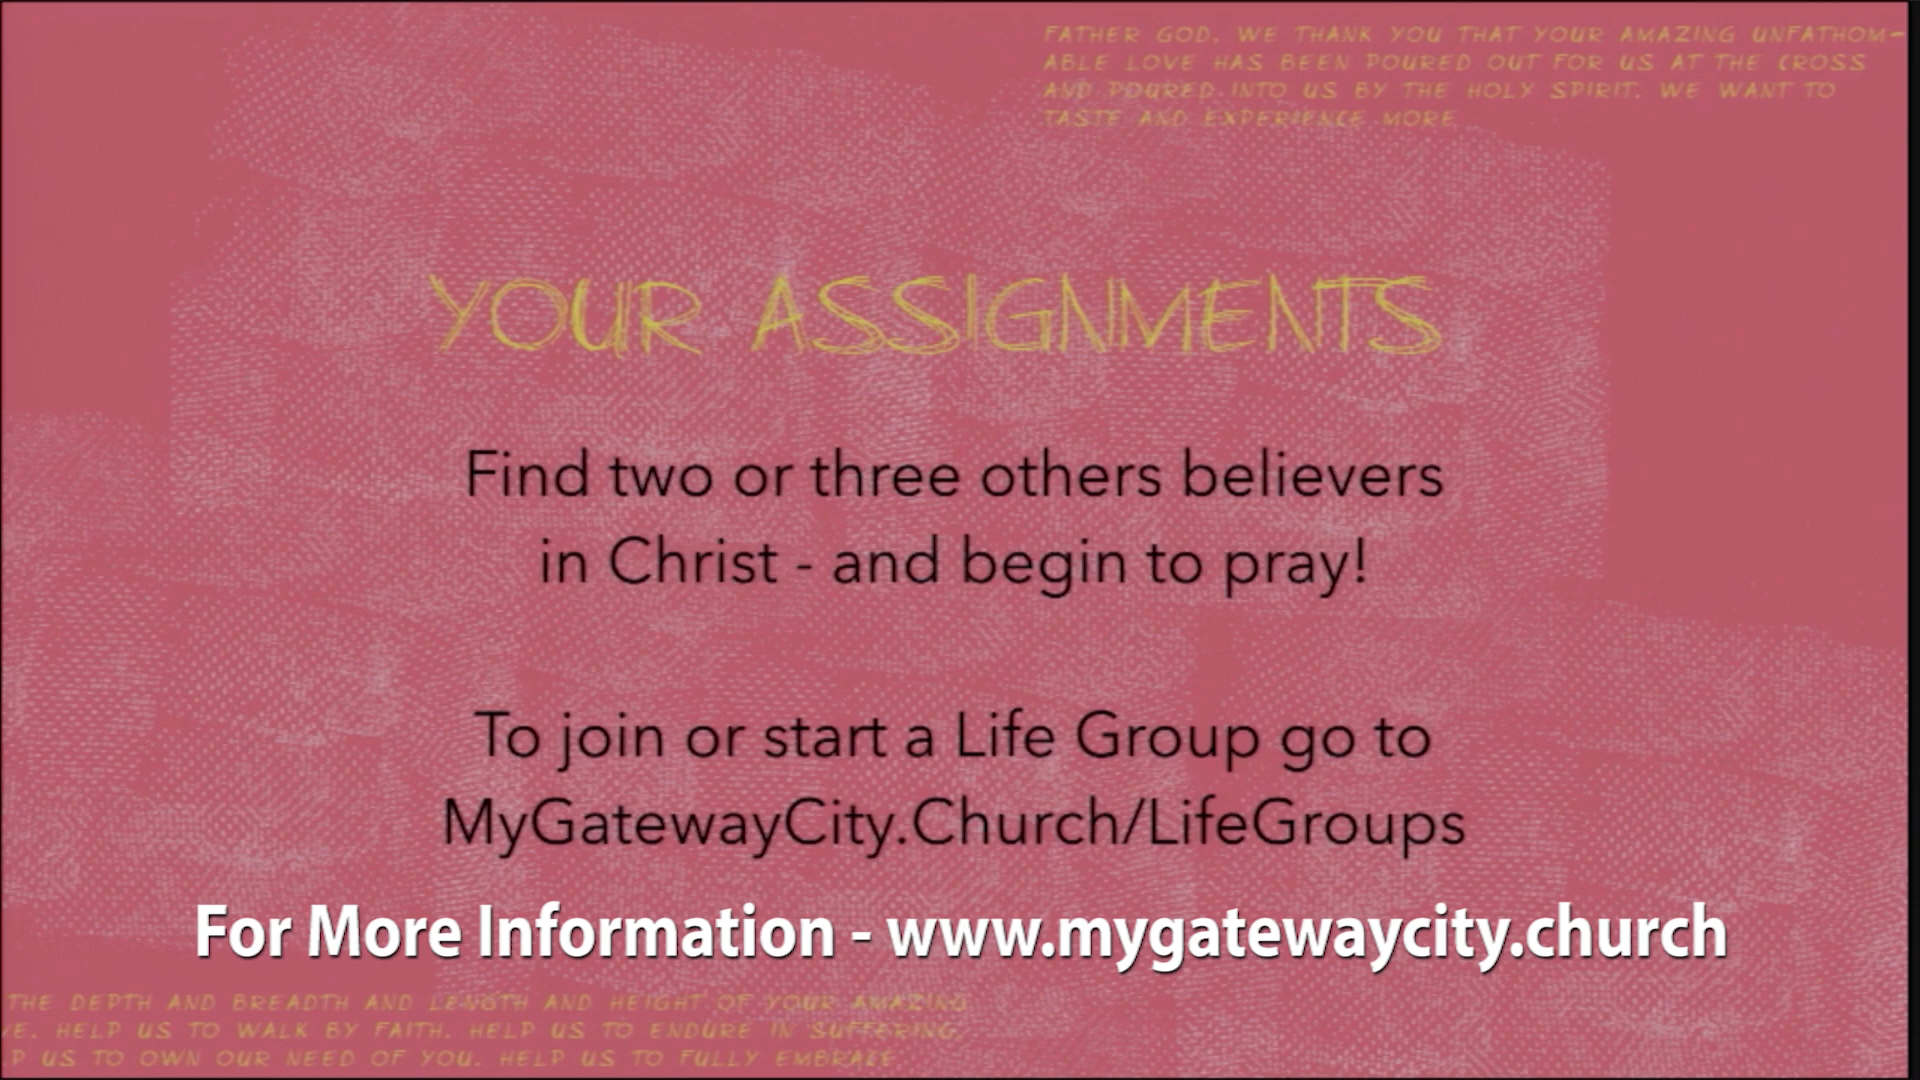 FATHER GOD, WE THANK YOU THAT YOUR AMAZING UNFATHOM-
ABLE LOVE HAS BEEN POURED OUT FOR US AT THE CROSS
AND POURED INTO US BY THE HOLY SPIRIT. WE WANT TO
TASTE AND EXPERIENCE MORE
YOUR ASSIGNMENTS
Find two or three others believers
in Christ - and begin to pray!
To join or start a Life Group go to
MyGatewayCity.Church/LifeGroups
For More Information - www.mygatewaycity.church
THE DEPTH AND BREADTH AND LENGTH AND HEIGHT OF YOUR AMAZING
E. HELP US TO WALK BY FAITH. HELP US TO ENDURE IN SUFFERING.
P US TO OWN OUR NEED OF YOU. HELP US TO FULLY EMBRACE